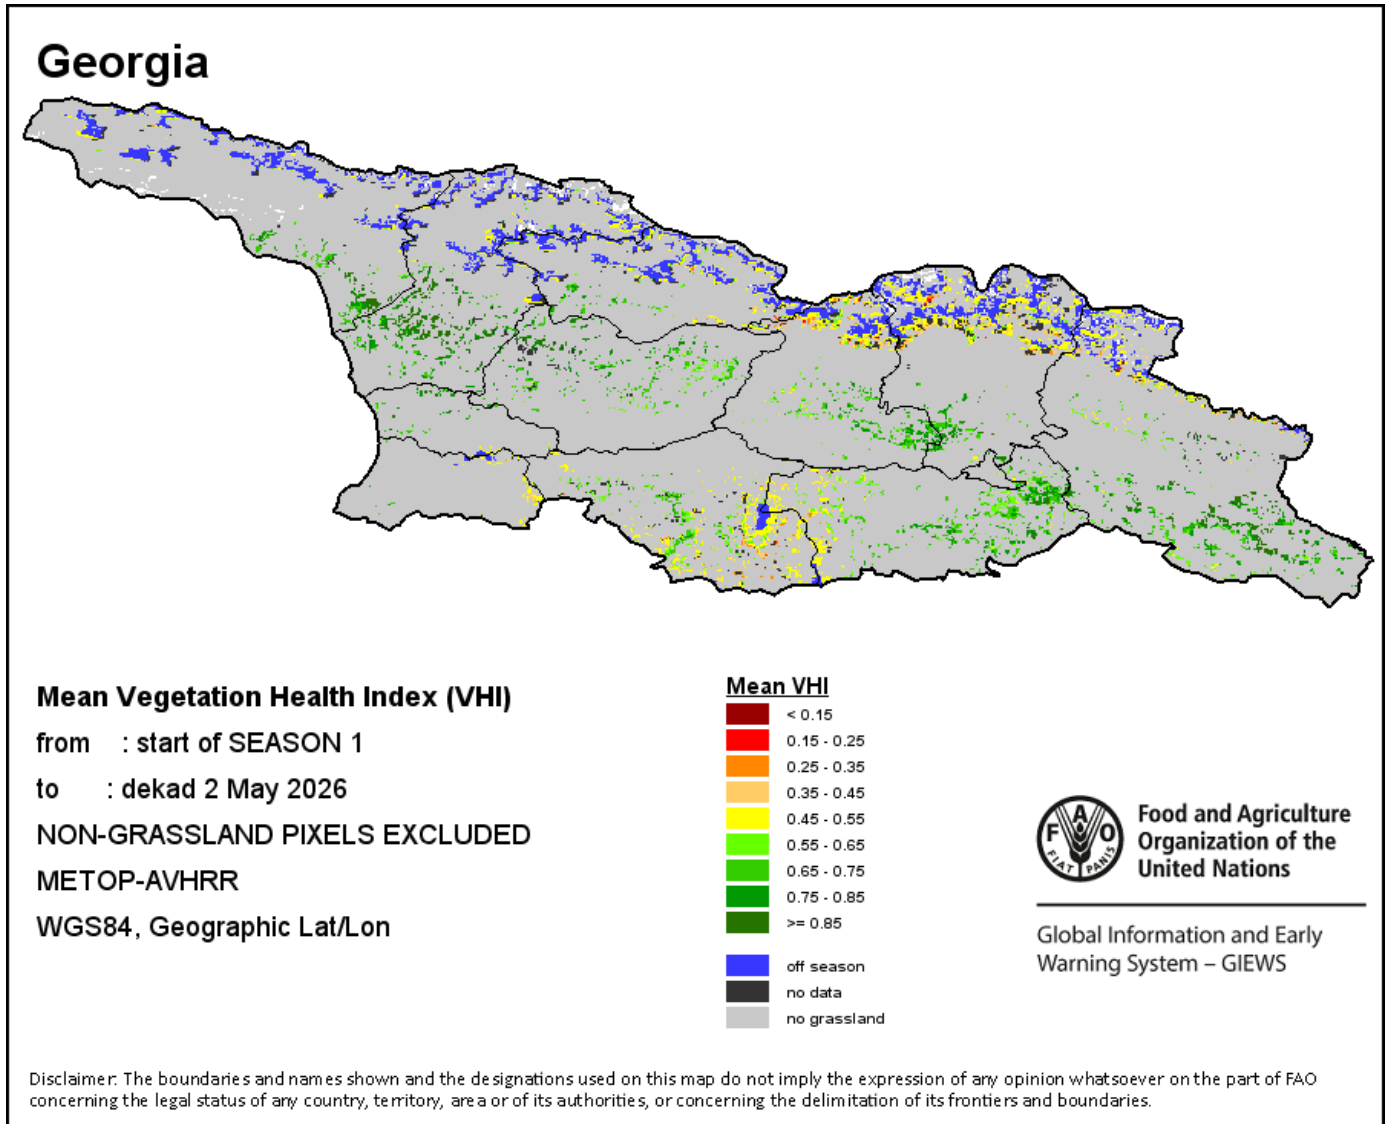 Georgia
Mean Vegetation Health Index (VHI)
from : start of SEASON 1
to : dekad 2 May 2026
NON-GRASSLAND PIXELS EXCLUDED
METOP-AVHRR
WGS84, Geographic Lat/Lon
Mean VHI
< 0.15
0.15 - 0.25
0.25 - 0.35
0.35 - 0.45
0.45 - 0.55
0.55 - 0.65
0.65 - 0.75
0.75 - 0.85
>= 0.85
off season
no data
no grassland
F A O
FIAT PANIS
Food and Agriculture
Organization of the
United Nations
Global Information and Early
Warning System – GIEWS
Disclaimer: The boundaries and names shown and the designations used on this map do not imply the expression of any opinion whatsoever on the part of FAO
concerning the legal status of any country, territory, area or of its authorities, or concerning the delimitation of its frontiers and boundaries.